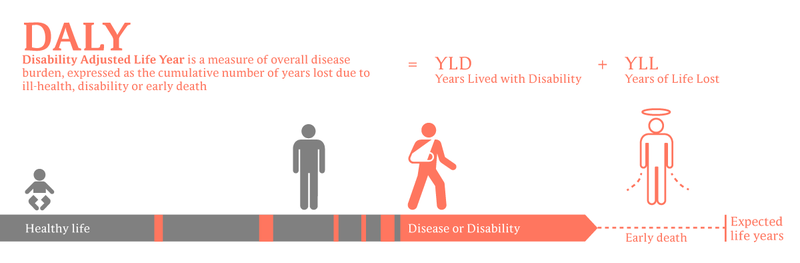 DALY
Disability Adjusted Life Year is a measure of overall disease
burden, expressed as the cumulative number of years lost due to
ill-health, disability or early death
= YLD + YLL
Years Lived with Disability
Years of Life Lost
Healthy life
Disease or Disability
Early death
Expected
life years